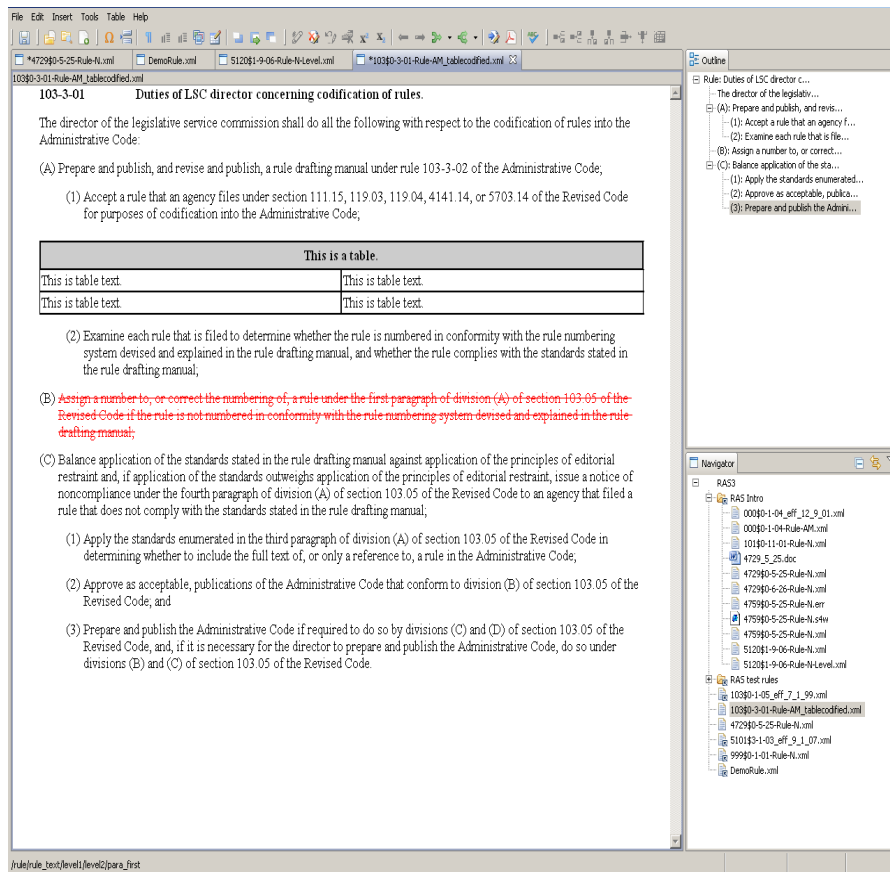 File Edit Insert Tools Table Help
*4729$0-5-25-Rule-N.xml DemoRule.xml 5120$1-9-06-Rule-N-Level.xml *103$0-3-01-Rule-AM_tablecodified.xml
103$0-3-01-Rule-AM_tablecodified.xml
103-3-01 Duties of LSC director concerning codification of rules.
The director of the legislative service commission shall do all the following with respect to the codification of rules into the
Administrative Code:
(A) Prepare and publish, and revise and publish, a rule drafting manual under rule 103-3-02 of the Administrative Code;
(1) Accept a rule that an agency files under section 111.15, 119.03, 119.04, 4141.14, or 5703.14 of the Revised Code
for purposes of codification into the Administrative Code;
This is a table.
This is table text. This is table text.
This is table text. This is table text.
(2) Examine each rule that is filed to determine whether the rule is numbered in conformity with the rule numbering
system devised and explained in the rule drafting manual, and whether the rule complies with the standards stated in
the rule drafting manual;
(B) Assign a number to, or correct the numbering of, a rule under the first paragraph of division (A) of section 103.05 of the
Revised Code if the rule is not numbered in conformity with the rule numbering system devised and explained in the rule
drafting manual;
(C) Balance application of the standards stated in the rule drafting manual against application of the principles of editorial
restraint and, if application of the standards outweighs application of the principles of editorial restraint, issue a notice of
noncompliance under the fourth paragraph of division (A) of section 103.05 of the Revised Code to an agency that filed a
rule that does not comply with the standards stated in the rule drafting manual;
(1) Apply the standards enumerated in the third paragraph of division (A) of section 103.05 of the Revised Code in
determining whether to include the full text of, or only a reference to, a rule in the Administrative Code;
(2) Approve as acceptable, publications of the Administrative Code that conform to division (B) of section 103.05 of the
Revised Code; and
(3) Prepare and publish the Administrative Code if required to do so by divisions (C) and (D) of section 103.05 of the
Revised Code, and, if it is necessary for the director to prepare and publish the Administrative Code, do so under
divisions (B) and (C) of section 103.05 of the Revised Code.
/rule/rule_text/level1/level2/para_first
Outline
Rule: Duties of LSC director c...
The director of the legislativ...
(A): Prepare and publish, and revis...
(1): Accept a rule that an agency f...
(2): Examine each rule that is file...
(B): Assign a number to, or correct...
(C): Balance application of the sta...
(1): Apply the standards enumerated...
(2): Approve as acceptable, publica...
(3): Prepare and publish the Admini...
Navigator
RAS3
RAS Intro
000$0-1-04_eff_12_9_01.xml
000$0-1-04-Rule-AM.xml
101$0-11-01-Rule-N.xml
4729_5_25.doc
4729$0-5-25-Rule-N.xml
4729$0-6-26-Rule-N.xml
4759$0-5-25-Rule-N.err
4759$0-5-25-Rule-N.s4w
4759$0-5-25-Rule-N.xml
5120$1-9-06-Rule-N.xml
5120$1-9-06-Rule-N-Level.xml
RAS test rules
103$0-1-05_eff_7_1_99.xml
103$0-3-01-Rule-AM_tablecodified.xml
4729$0-5-25-Rule-N.xml
5101$3-1-03_eff_9_1_07.xml
999$0-1-01-Rule-N.xml
DemoRule.xml